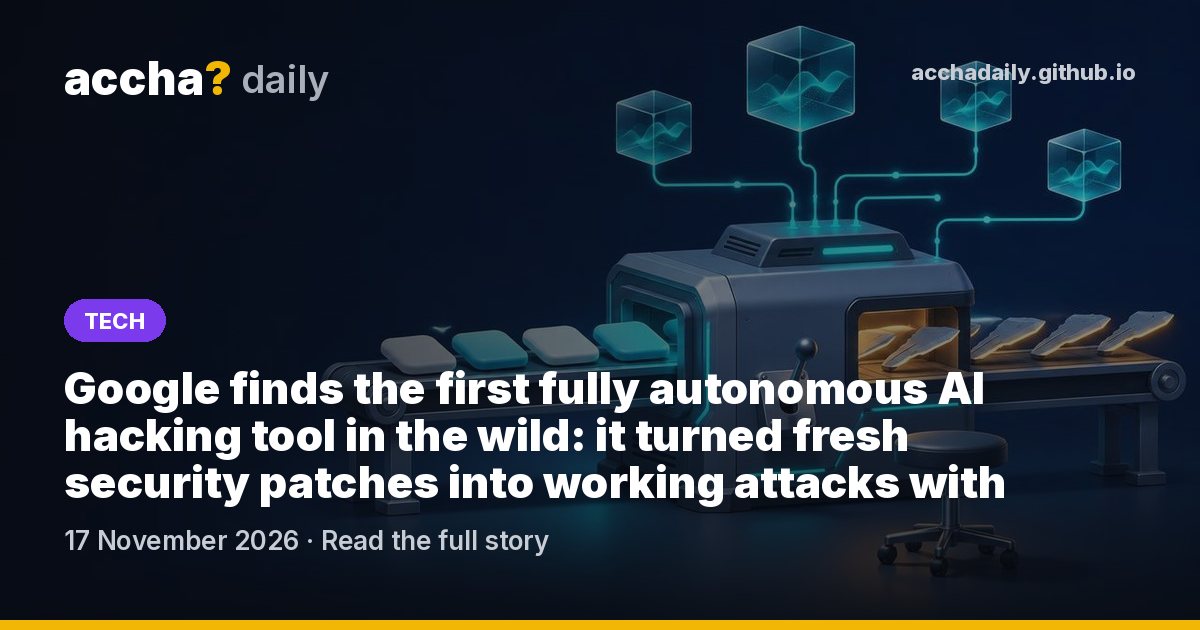 accha? daily
acchadaily.github.io
TECH
Google finds the first fully autonomous AI
hacking tool in the wild: it turned fresh
security patches into working attacks with
17 November 2026 · Read the full story